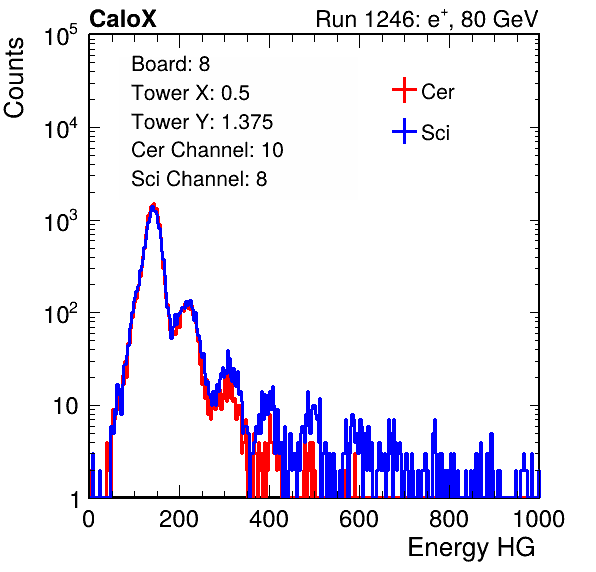 CaloX Run 1246: e+, 80 GeV
Counts
Board: 8
Tower X: 0.5
Tower Y: 1.375
Cer Channel: 10
Sci Channel: 8
Cer
Sci
10^5
10^4
10^3
10^2
10
1
0 200 400 600 800 1000
Energy HG